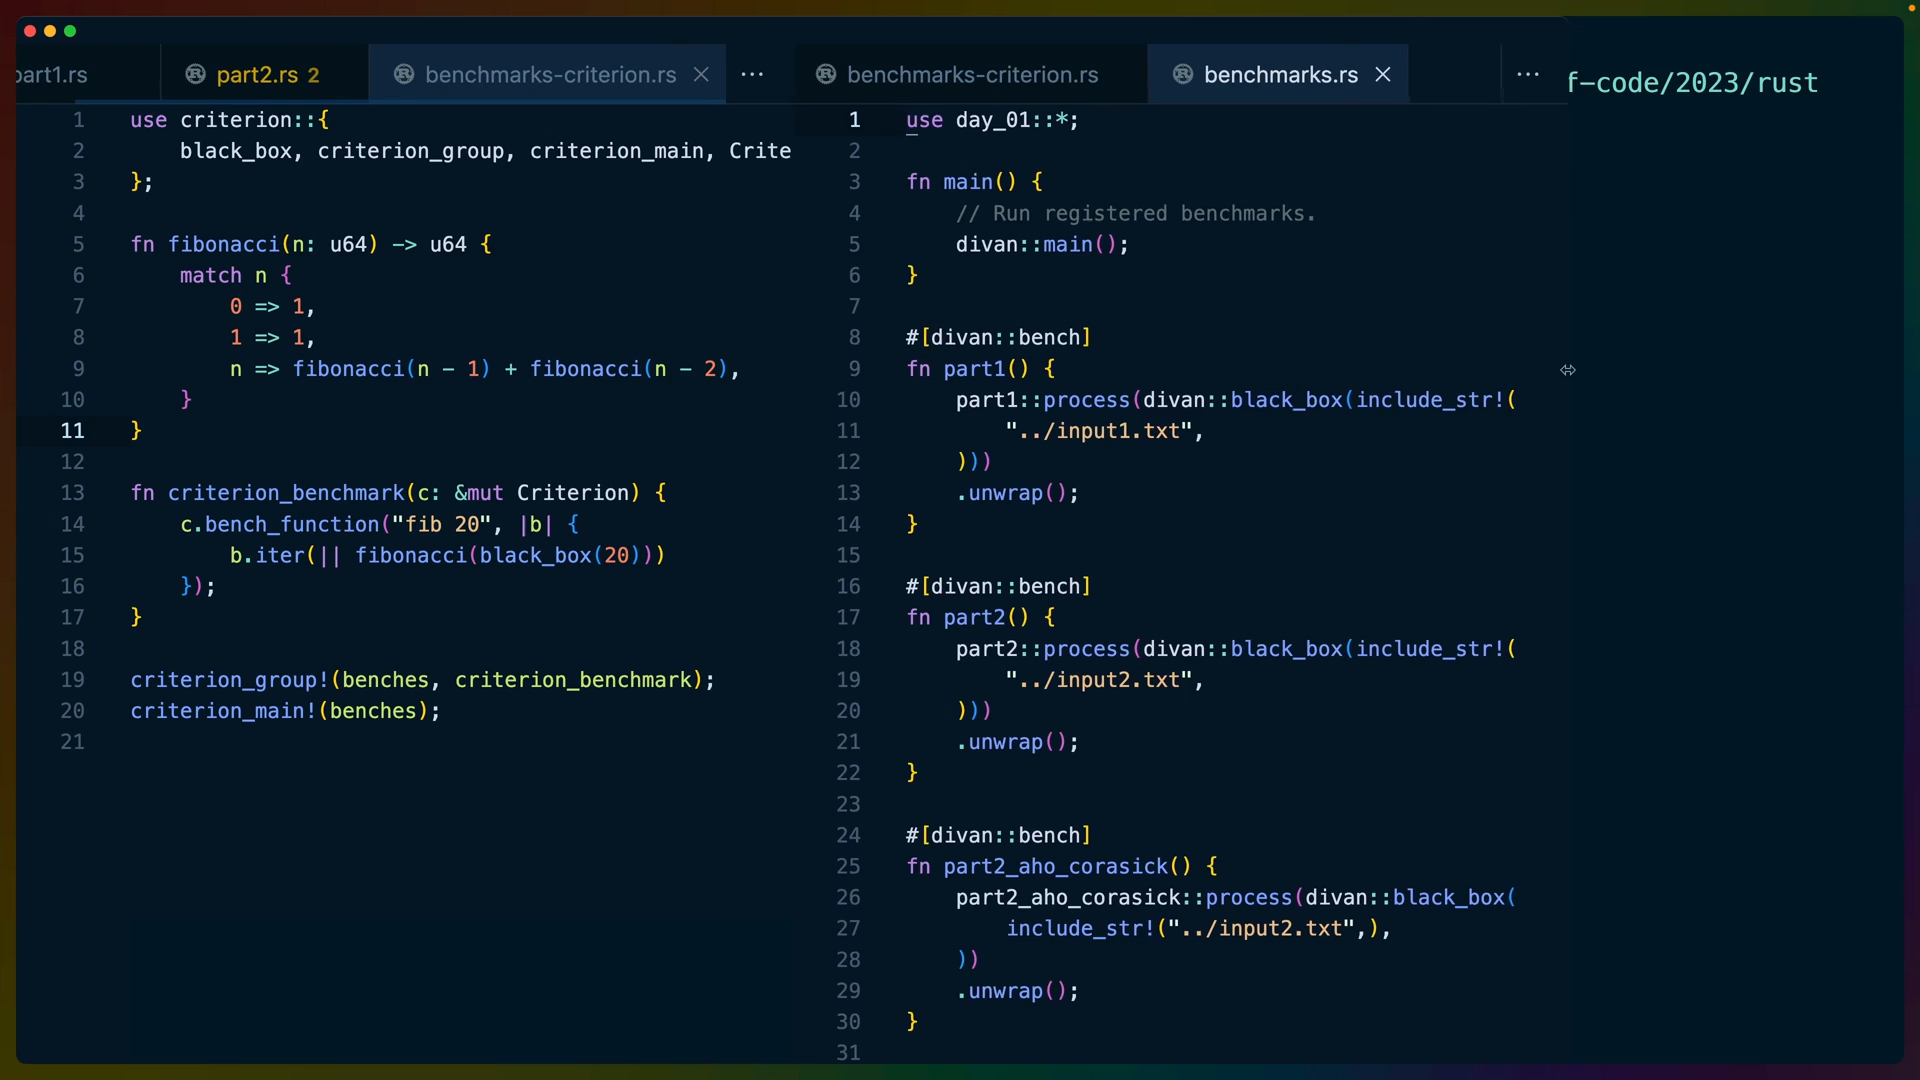 part1.rs
part2.rs 2
benchmarks-criterion.rs
benchmarks-criterion.rs
benchmarks.rs
f-code/2023/rust
1 use criterion::{
2 black_box, criterion_group, criterion_main, Crite
3 };
4
5 fn fibonacci(n: u64) -> u64 {
6 match n {
7 0 => 1,
8 1 => 1,
9 n => fibonacci(n - 1) + fibonacci(n - 2),
10 }
11 }
12
13 fn criterion_benchmark(c: &mut Criterion) {
14 c.bench_function("fib 20", |b| {
15 b.iter(|| fibonacci(black_box(20)))
16 });
17 }
18
19 criterion_group!(benches, criterion_benchmark);
20 criterion_main!(benches);
21
1 use day_01::*;
2
3 fn main() {
4 // Run registered benchmarks.
5 divan::main();
6 }
7
8 #[divan::bench]
9 fn part1() {
10 part1::process(divan::black_box(include_str!(
11 "../input1.txt",
12 )))
13 .unwrap();
14 }
15
16 #[divan::bench]
17 fn part2() {
18 part2::process(divan::black_box(include_str!(
19 "../input2.txt",
20 )))
21 .unwrap();
22 }
23
24 #[divan::bench]
25 fn part2_aho_corasick() {
26 part2_aho_corasick::process(divan::black_box(
27 include_str!("../input2.txt",),
28 ))
29 .unwrap();
30 }
31